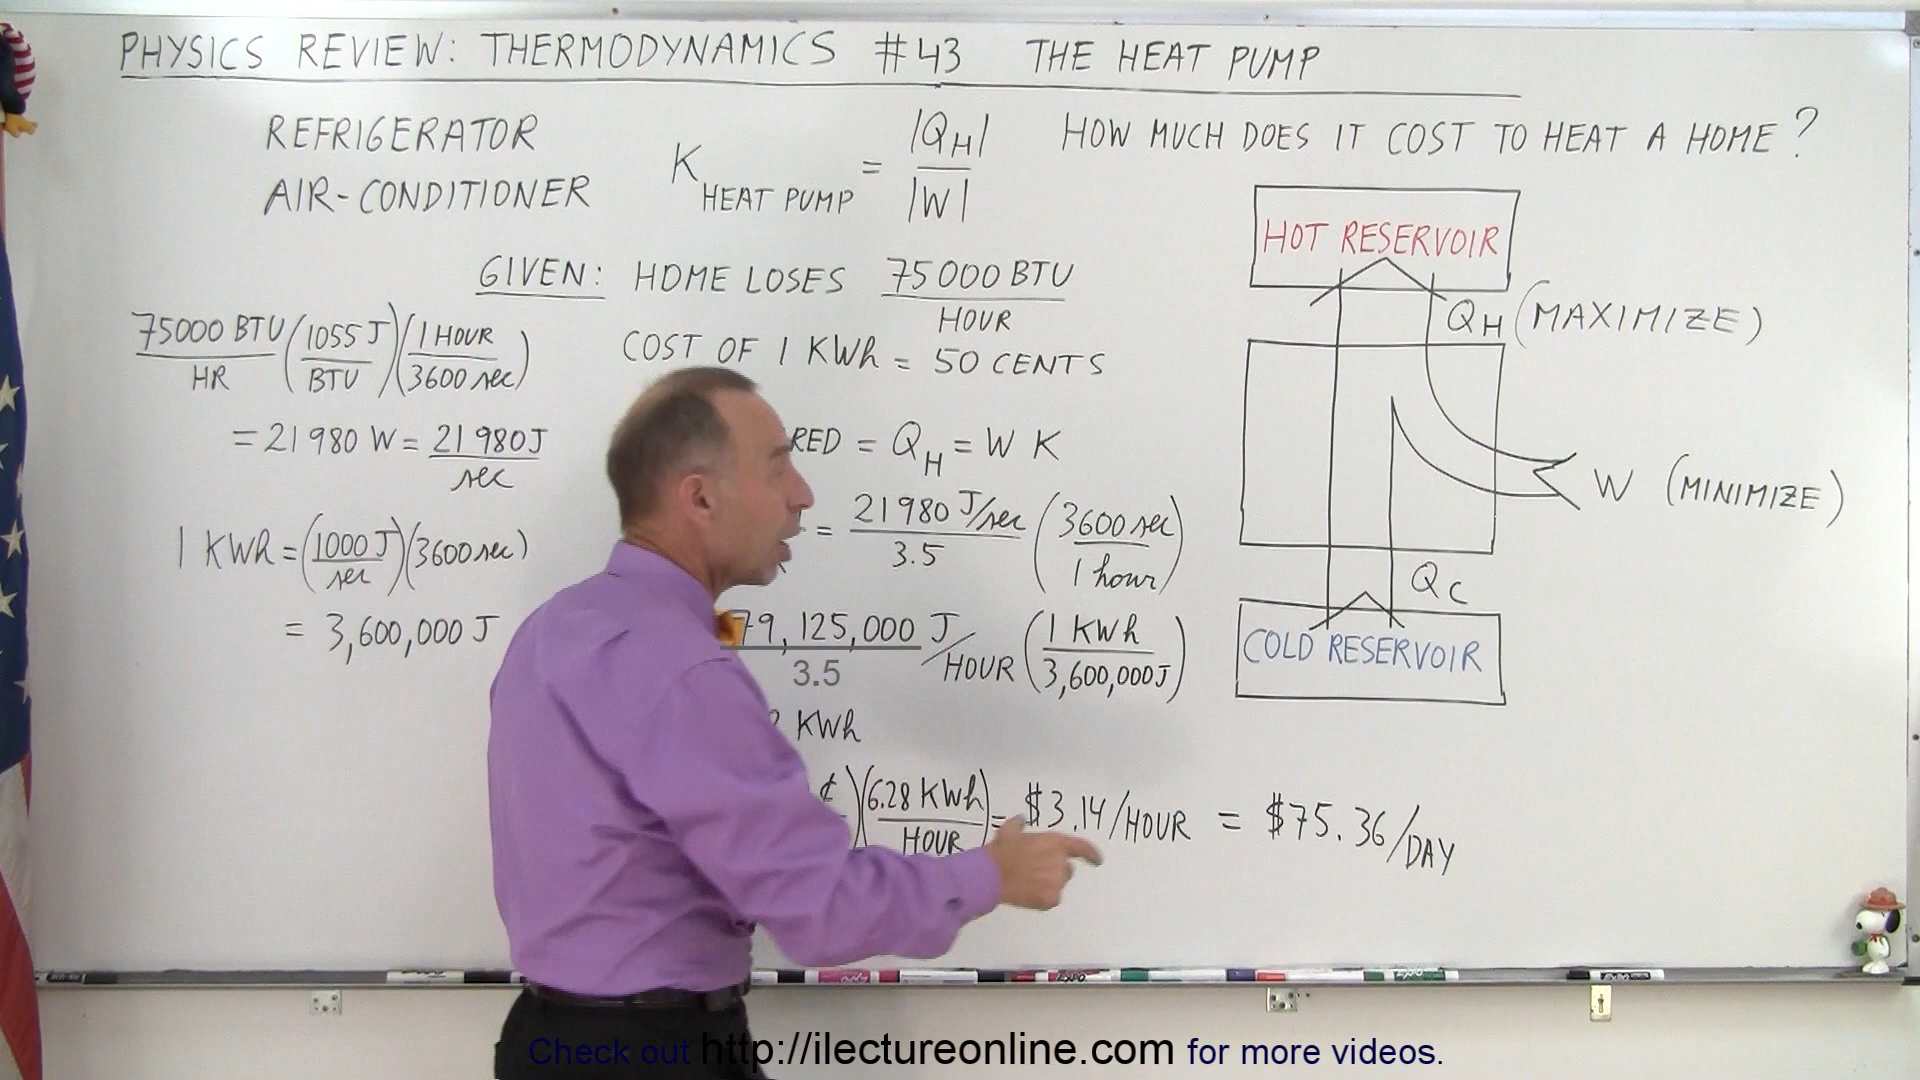 PHYSICS REVIEW: THERMODYNAMICS #43 THE HEAT PUMP
REFRIGERATOR
AIR-CONDITIONER
K HEAT PUMP = |QH| / |W|
HOW MUCH DOES IT COST TO HEAT A HOME?
GIVEN: HOME LOSES 75000 BTU / HOUR
COST OF 1 KWh = 50 CENTS
75000 BTU / HR (1055 J / BTU) (1 HOUR / 3600 sec)
= 21980 W = 21980 J / sec
1 KWh = (1000 J / sec) (3600 sec)
= 3,600,000 J
RED = QH = W K
= 21980 J/sec / 3.5 (3600 sec / 1 hour)
79,125,000 / 3.5 J/HOUR (1 KWh / 3,600,000 J)
KWh
¢ ) (6.28 KWh / HOUR) = $3.14/HOUR = $75.36/DAY
HOT RESERVOIR
QH (MAXIMIZE)
W (MINIMIZE)
QC
COLD RESERVOIR
EXPO
Check out http://ilectureonline.com for more videos.